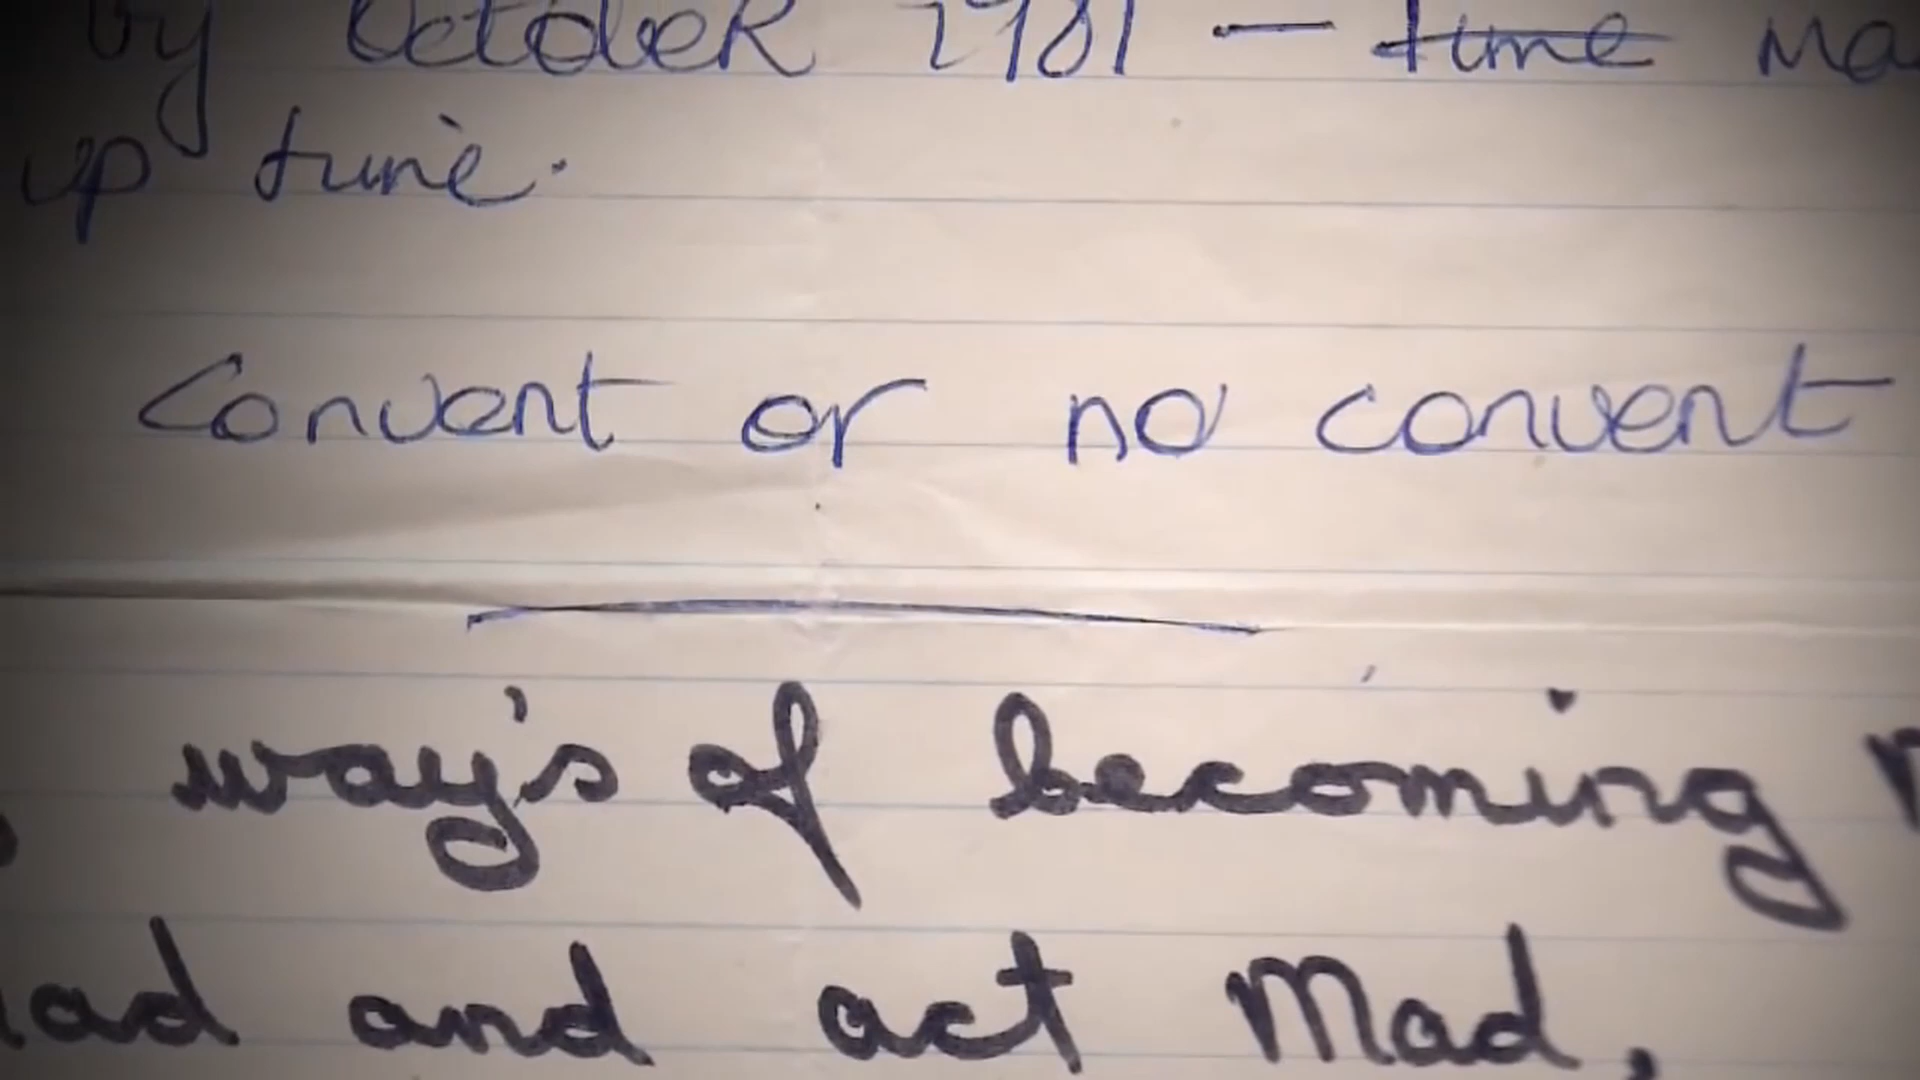 by October 1981 — time
up time.
Convent or no convent
way's of becoming
and act Mad,